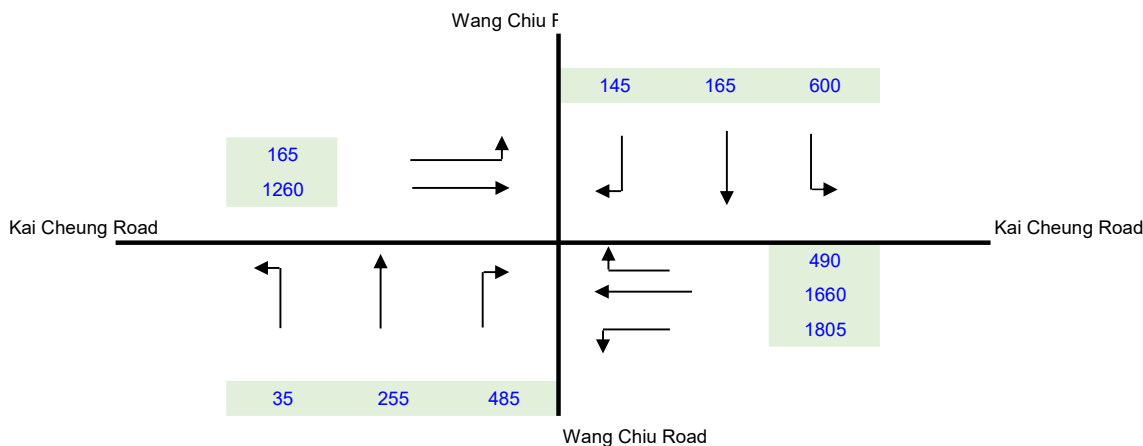 Wang Chiu F
145 165 600
165
1260
Kai Cheung Road Kai Cheung Road
490
1660
1805
35 255 485
Wang Chiu Road